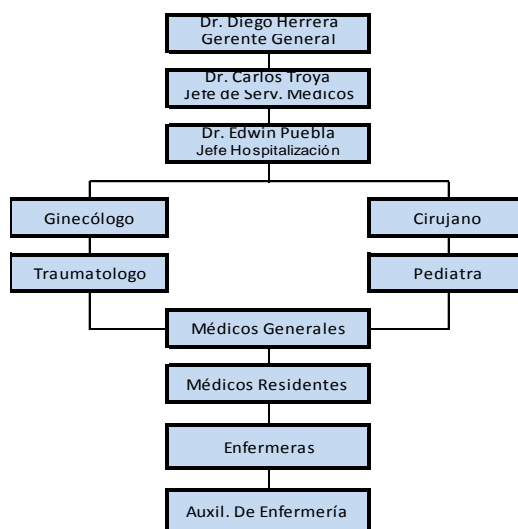 Dr. Diego Herrera
Gerente General
Dr. Carlos Troya
Jefe de Serv. Medicos
Dr. Edwin Puebla
Jefe Hospitalización
Ginecólogo
Cirujano
Traumatologo
Pediatra
Médicos Generales
Médicos Residentes
Enfermeras
Auxil. De Enfermería